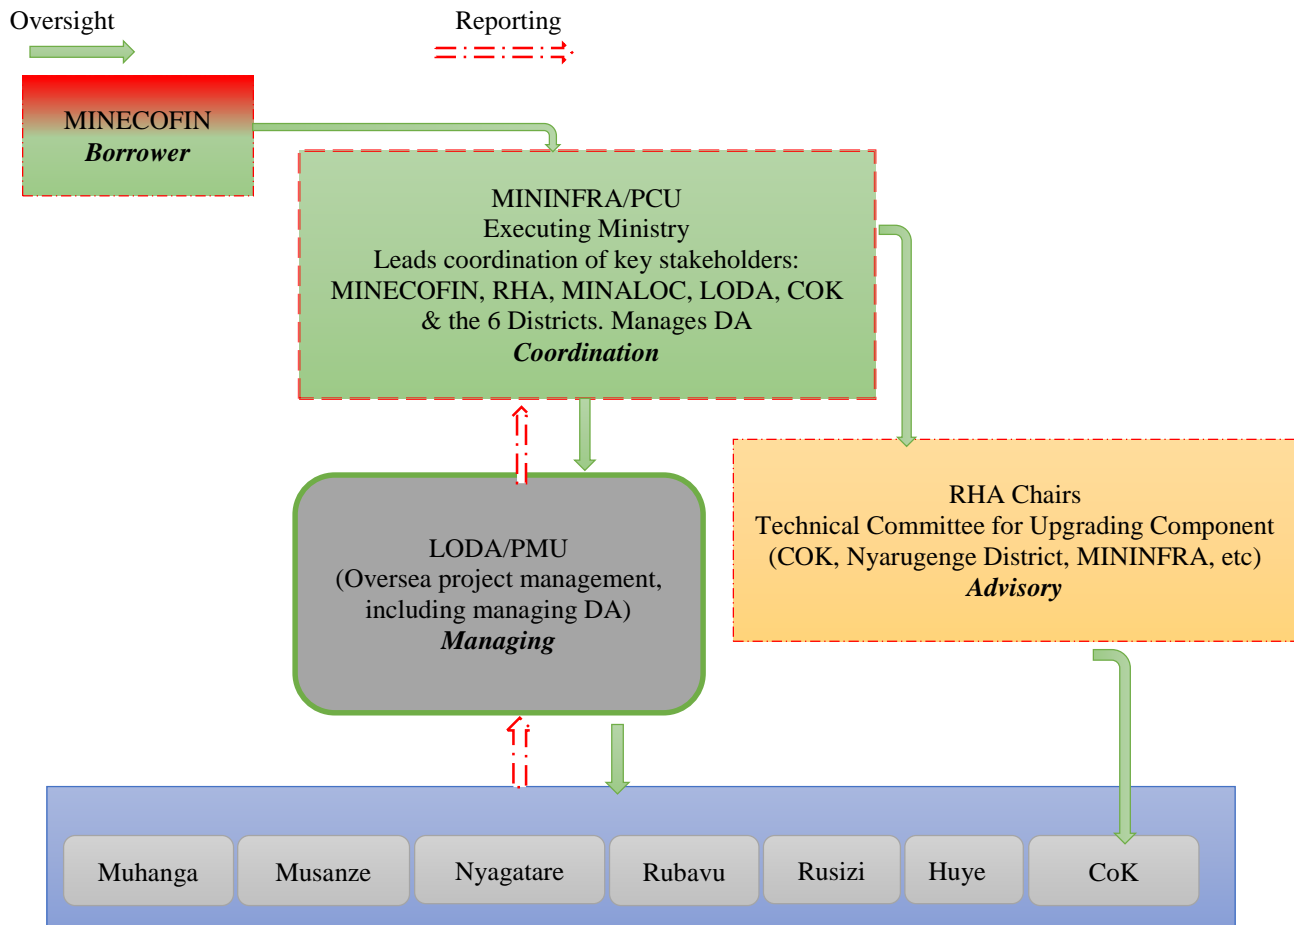 Oversight
Reporting
MINECOFIN
Borrower
MININFRA/PCU
Executing Ministry
Leads coordination of key stakeholders:
MINECOFIN, RHA, MINALOC, LODA, COK
& the 6 Districts. Manages DA
Coordination
RHA Chairs
Technical Committee for Upgrading Component
(COK, Nyarugenge District, MININFRA, etc)
Advisory
LODA/PMU
(Oversea project management,
including managing DA)
Managing
Muhanga
Musanze
Nyagatare
Rubavu
Rusizi
Huye
CoK